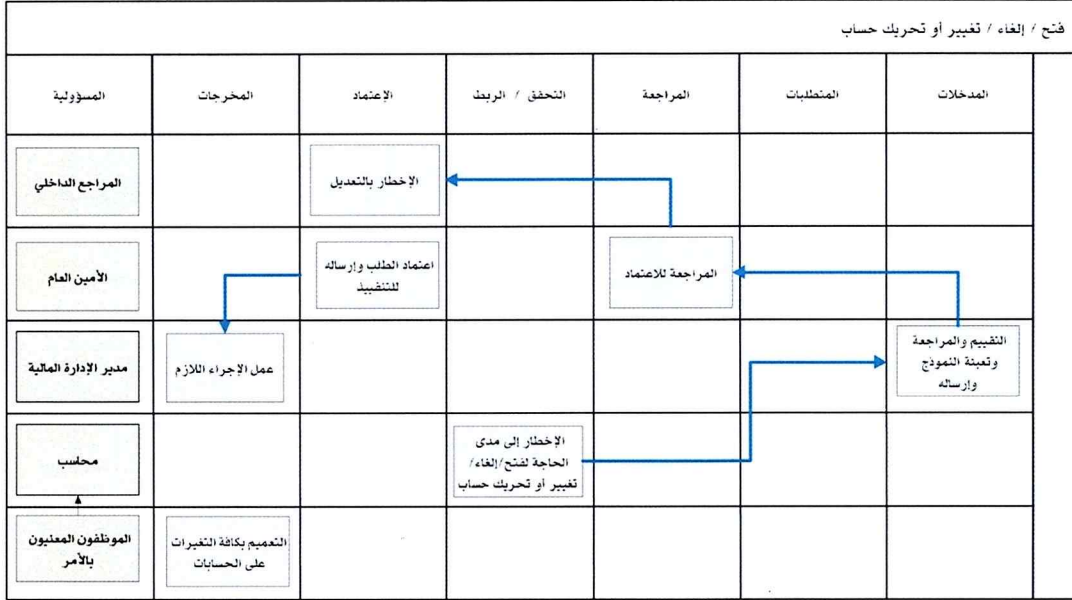 فتح / إلغاء / تغيير أو تحريك حساب
المدخلات
المتطلبات
المراجعة
التحقق / الربط
الإعتماد
المخرجات
المسؤولية
الإخطار بالتعديل
المراجع الداخلي
المراجعة للاعتماد
اعتماد الطلب وإرساله
للتنفيذ
الأمين العام
التقييم والمراجعة
وتعبئة النموذج
وإرساله
عمل الإجراء اللازم
مدير الإدارة المالية
الإخطار إلى مدى
الحاجة لفتح/إلغاء/
تغيير أو تحريك حساب
محاسب
التعميم بكافة التغيرات
على الحسابات
الموظفون المعنيون
بالأمر